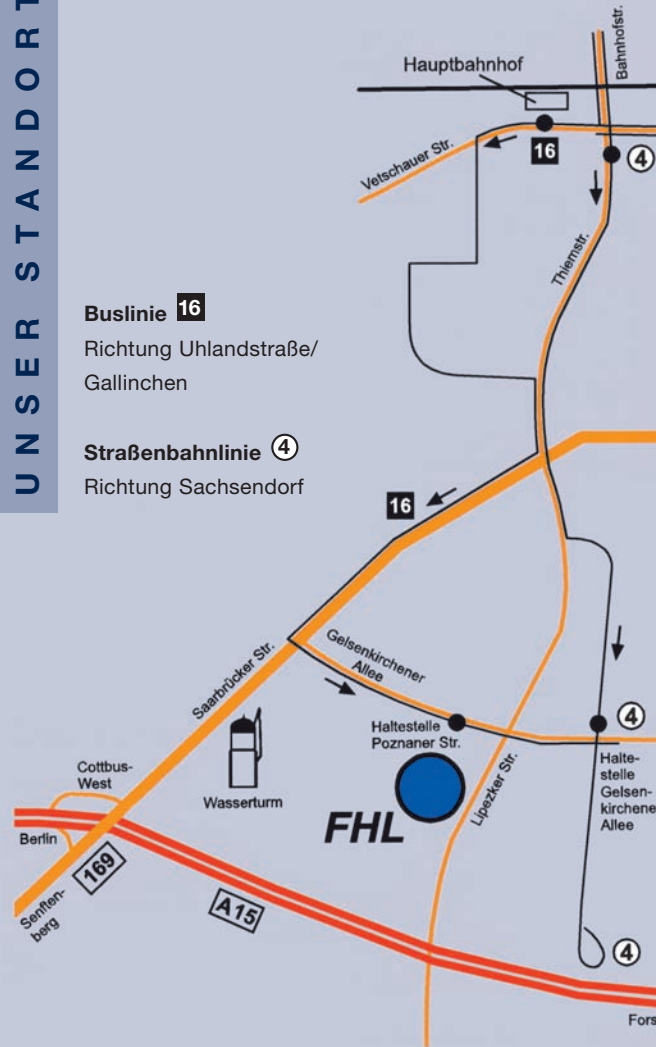 UNSER STANDORT
Buslinie 16
Richtung Uhlandstraße/
Gallinchen
Straßenbahnlinie 4
Richtung Sachsendorf
Bahnhofstr.
Hauptbahnhof
Vetschauer Str.
16
4
Thiemstr.
16
Saarbrücker Str.
Gelsenkirchener
Allee
Haltestelle
Poznaner Str.
4
Halte-
stelle
Gelsen-
kirchene
Allee
Lipezker Str.
Wasserturm
FHL
Cottbus-
West
Berlin
169
Senften-
berg
A15
4
Fors